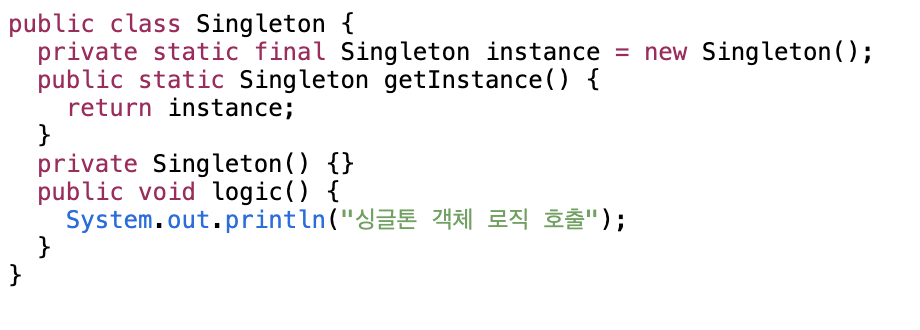 public class Singleton {
  private static final Singleton instance = new Singleton();
  public static Singleton getInstance() {
    return instance;
  }
  private Singleton() {}
  public void logic() {
    System.out.println("싱글톤 객체 로직 호출");
  }
}